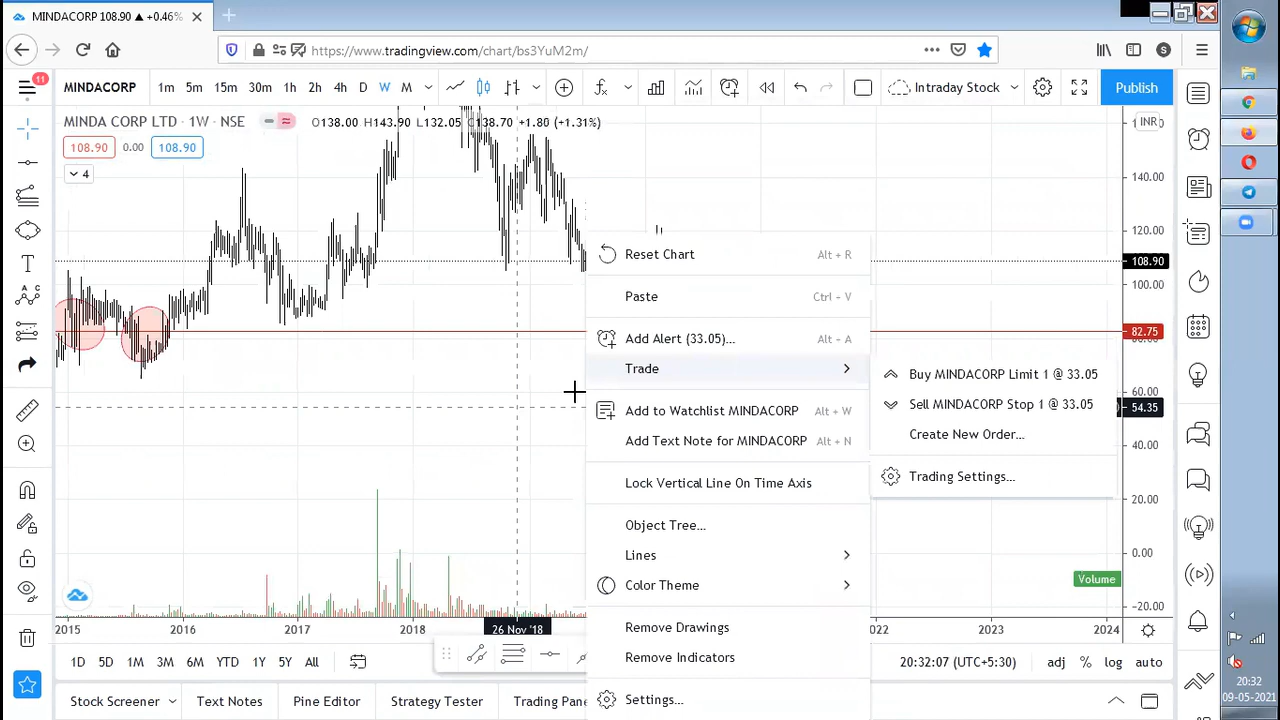 MINDACORP 108.90 ▲ +0.46%
https://www.tradingview.com/chart/bs3YuM2m/
S
11
MINDACORP 1m 5m 15m 30m 1h 2h 4h D W M Intraday Stock Publish
MINDA CORP LTD · 1W · NSE
138.70 +1.80 (+1.31%)
INR
108.90 0.00 108.90
4
140.00
120.00
108.90
100.00
82.75
80.00
60.00
54.35
40.00
20.00
0.00
-20.00
Reset Chart Alt + R
Paste Ctrl + V
Add Alert (33.05)... Alt + A
Trade
Add to Watchlist MINDACORP Alt + W
Add Text Note for MINDACORP Alt + N
Lock Vertical Line On Time Axis
Object Tree...
Lines
Color Theme
Remove Drawings
Remove Indicators
Settings...
Buy MINDACORP Limit 1 @ 33.05
Sell MINDACORP Stop 1 @ 33.05
Create New Order...
Trading Settings...
Volume
2015 2016 2017 2018 26 Nov '18 2022 2023 2024
1D 5D 1M 3M 6M YTD 1Y 5Y All 20:32:07 (UTC+5:30) adj % log auto
Stock Screener Text Notes Pine Editor Strategy Tester
20:32
09-05-2021